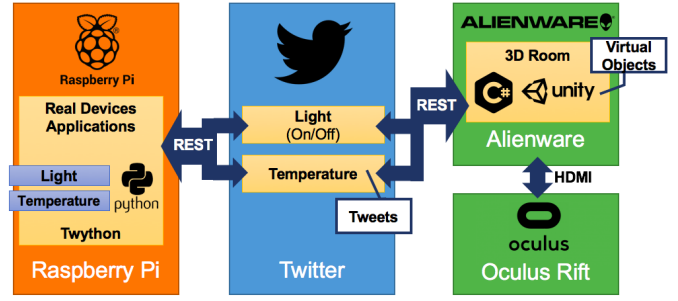 Raspberry Pi
Real Devices
Applications
Light
Temperature
python
Twython
Raspberry Pi
REST
Light
(On/Off)
Temperature
Tweets
Twitter
REST
ALIENWARE
3D Room
C#
unity
Virtual
Objects
Alienware
HDMI
oculus
Oculus Rift